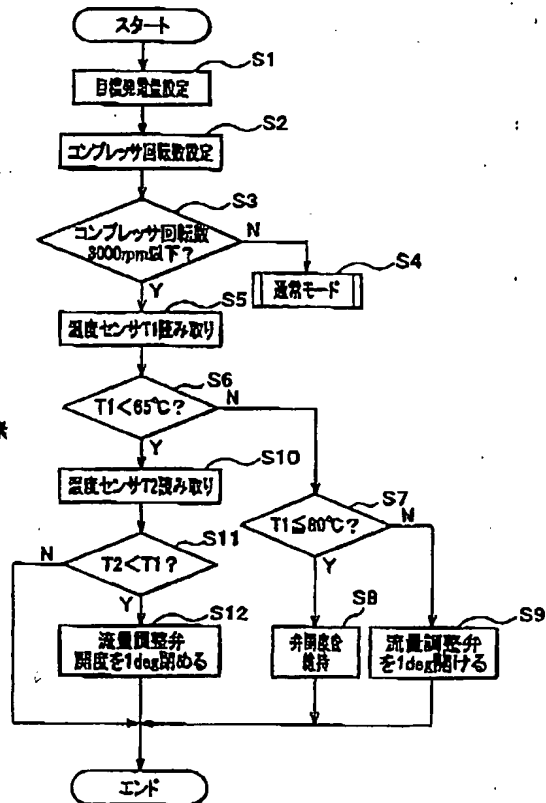 スタート
S1
目標発電量設定
S2
コンプレッサ回転数設定
S3
コンプレッサ回転数
3000rpm以下?
N
S4
通常モード
Y
S5
温度センサT1読み取り
S6
T1<65℃?
N
Y
S10
温度センサT2読み取り
S7
T1≦80℃?
N
Y
S11
T2<T1?
N
Y
S12
流量調整弁
開度を1deg閉める
S8
弁開度を
維持
S9
流量調整弁
を1deg開ける
エンド